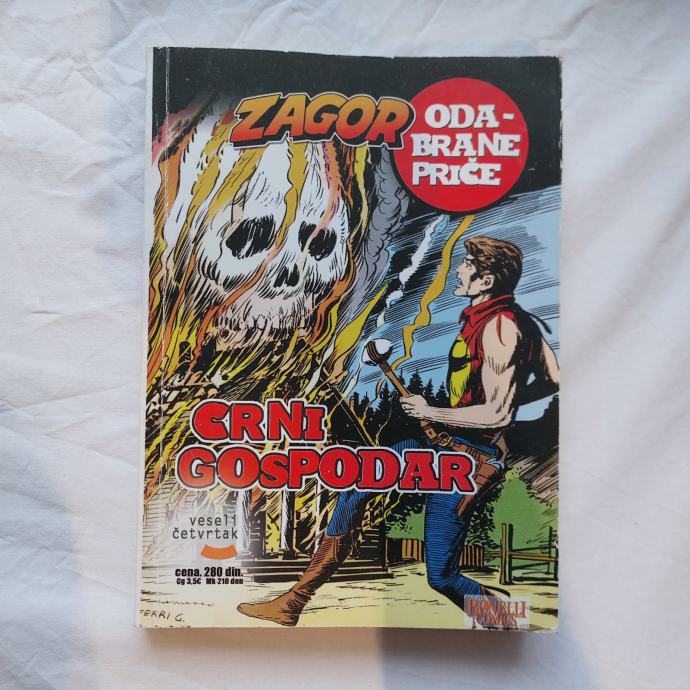 ZAGOR
ODA-
BRANE
PRIČE
CRNI
GOSPODAR
veseli
četvrtak
cena. 280 din.
Cg 3,5€ Mk 210 den
FERRI G.
BONELLI
COMICS